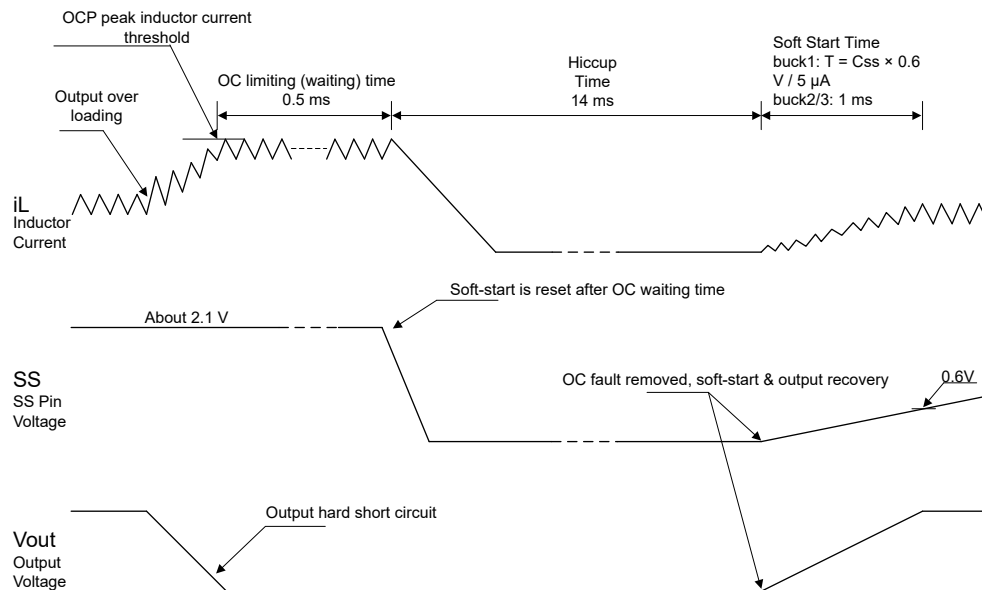 OCP peak inductor current
threshold
OC limiting (waiting) time
0.5 ms
Hiccup
Time
14 ms
Soft Start Time
buck1: T = Css × 0.6
V / 5 µA
buck2/3: 1 ms
Output over
loading
iL
Inductor
Current
Soft-start is reset after OC waiting time
About 2.1 V
SS
SS Pin
Voltage
OC fault removed, soft-start & output recovery
0.6V
Output hard short circuit
Vout
Output
Voltage